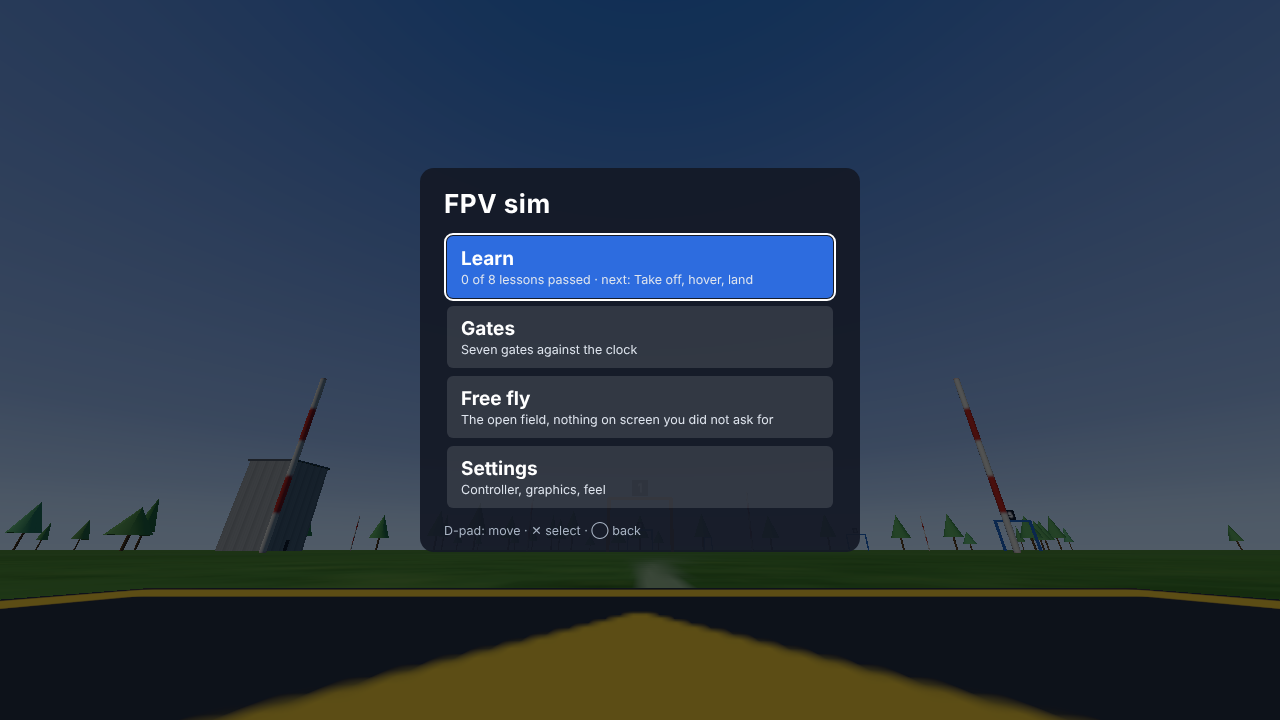 FPV sim
Learn
0 of 8 lessons passed · next: Take off, hover, land
Gates
Seven gates against the clock
Free fly
The open field, nothing on screen you did not ask for
Settings
Controller, graphics, feel
D-pad: move · ✕ select · ◯ back